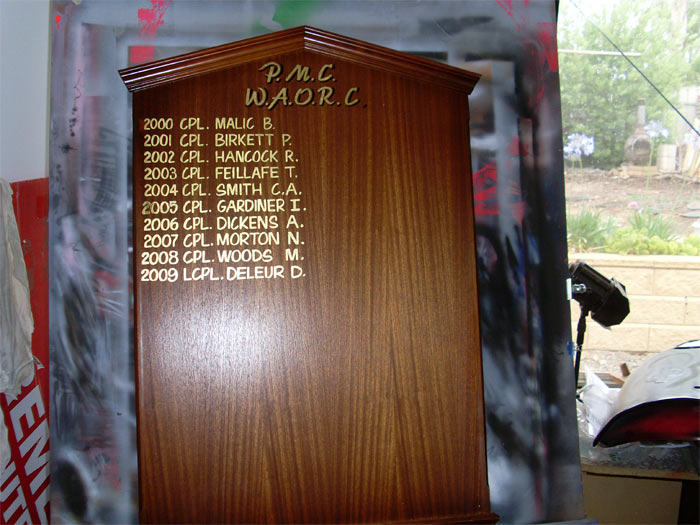 P.M.C.
W.A.O.R.C.
2000 CPL. MALIC B.
2001 CPL. BIRKETT P.
2002 CPL. HANCOCK R.
2003 CPL. FEILLAFE T.
2004 CPL. SMITH C.A.
2005 CPL. GARDINER I.
2006 CPL. DICKENS A.
2007 CPL. MORTON N.
2008 CPL. WOODS M.
2009 LCPL. DELEUR D.